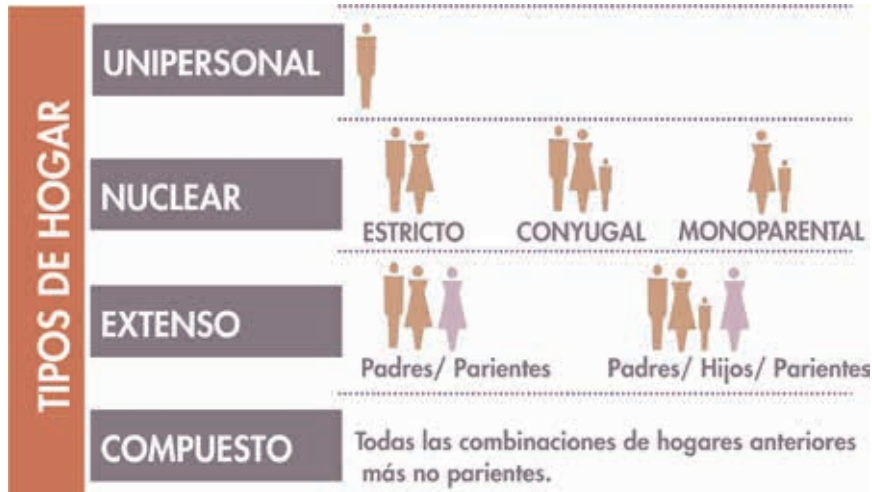 TIPOS DE HOGAR
UNIPERSONAL
NUCLEAR
ESTRICTO
CONYUGAL
MONOPARENTAL
EXTENSO
Padres/ Parientes
Padres/ Hijos/ Parientes
COMPUESTO
Todas las combinaciones de hogares anteriores
más no parientes.